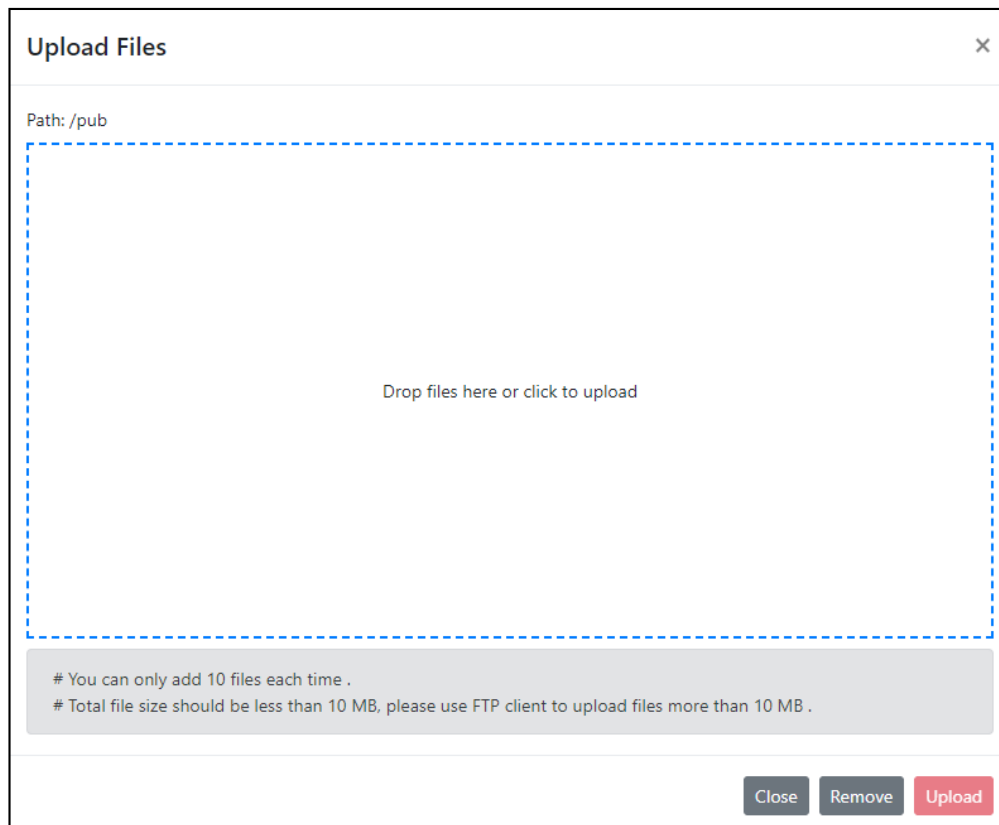 Upload Files
×
Path: /pub
Drop files here or click to upload
# You can only add 10 files each time .
# Total file size should be less than 10 MB, please use FTP client to upload files more than 10 MB .
Close Remove Upload